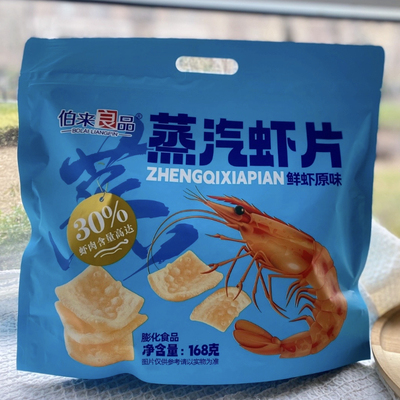 伯来良品®
BOLAI LIANGPIN
蒸汽虾片
ZHENGQIXIAPIAN 鲜虾原味
30%
虾肉含量高达
膨化食品
净含量：168克
图片仅供参考请以实物为准